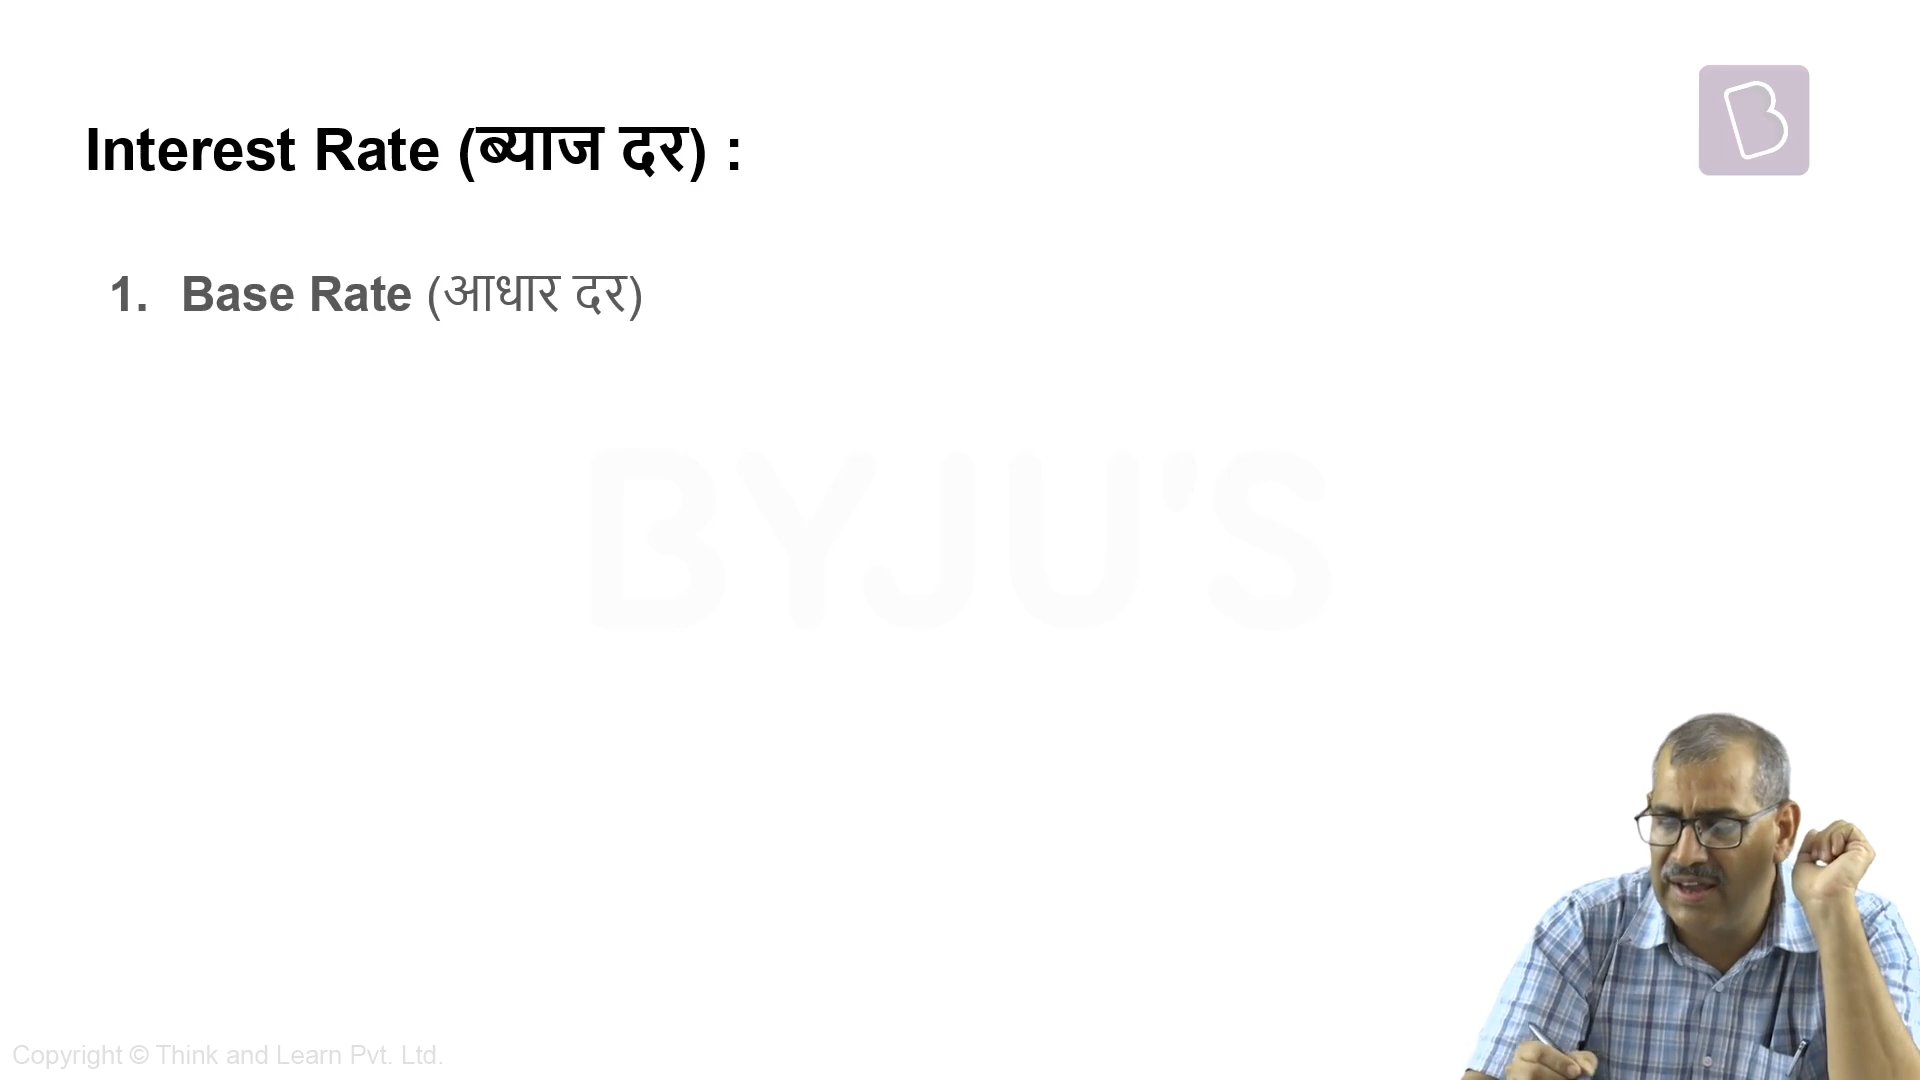 Interest Rate (ब्याज दर) :
1. Base Rate (आधार दर)
BYJU'S
Copyright © Think and Learn Pvt. Ltd.